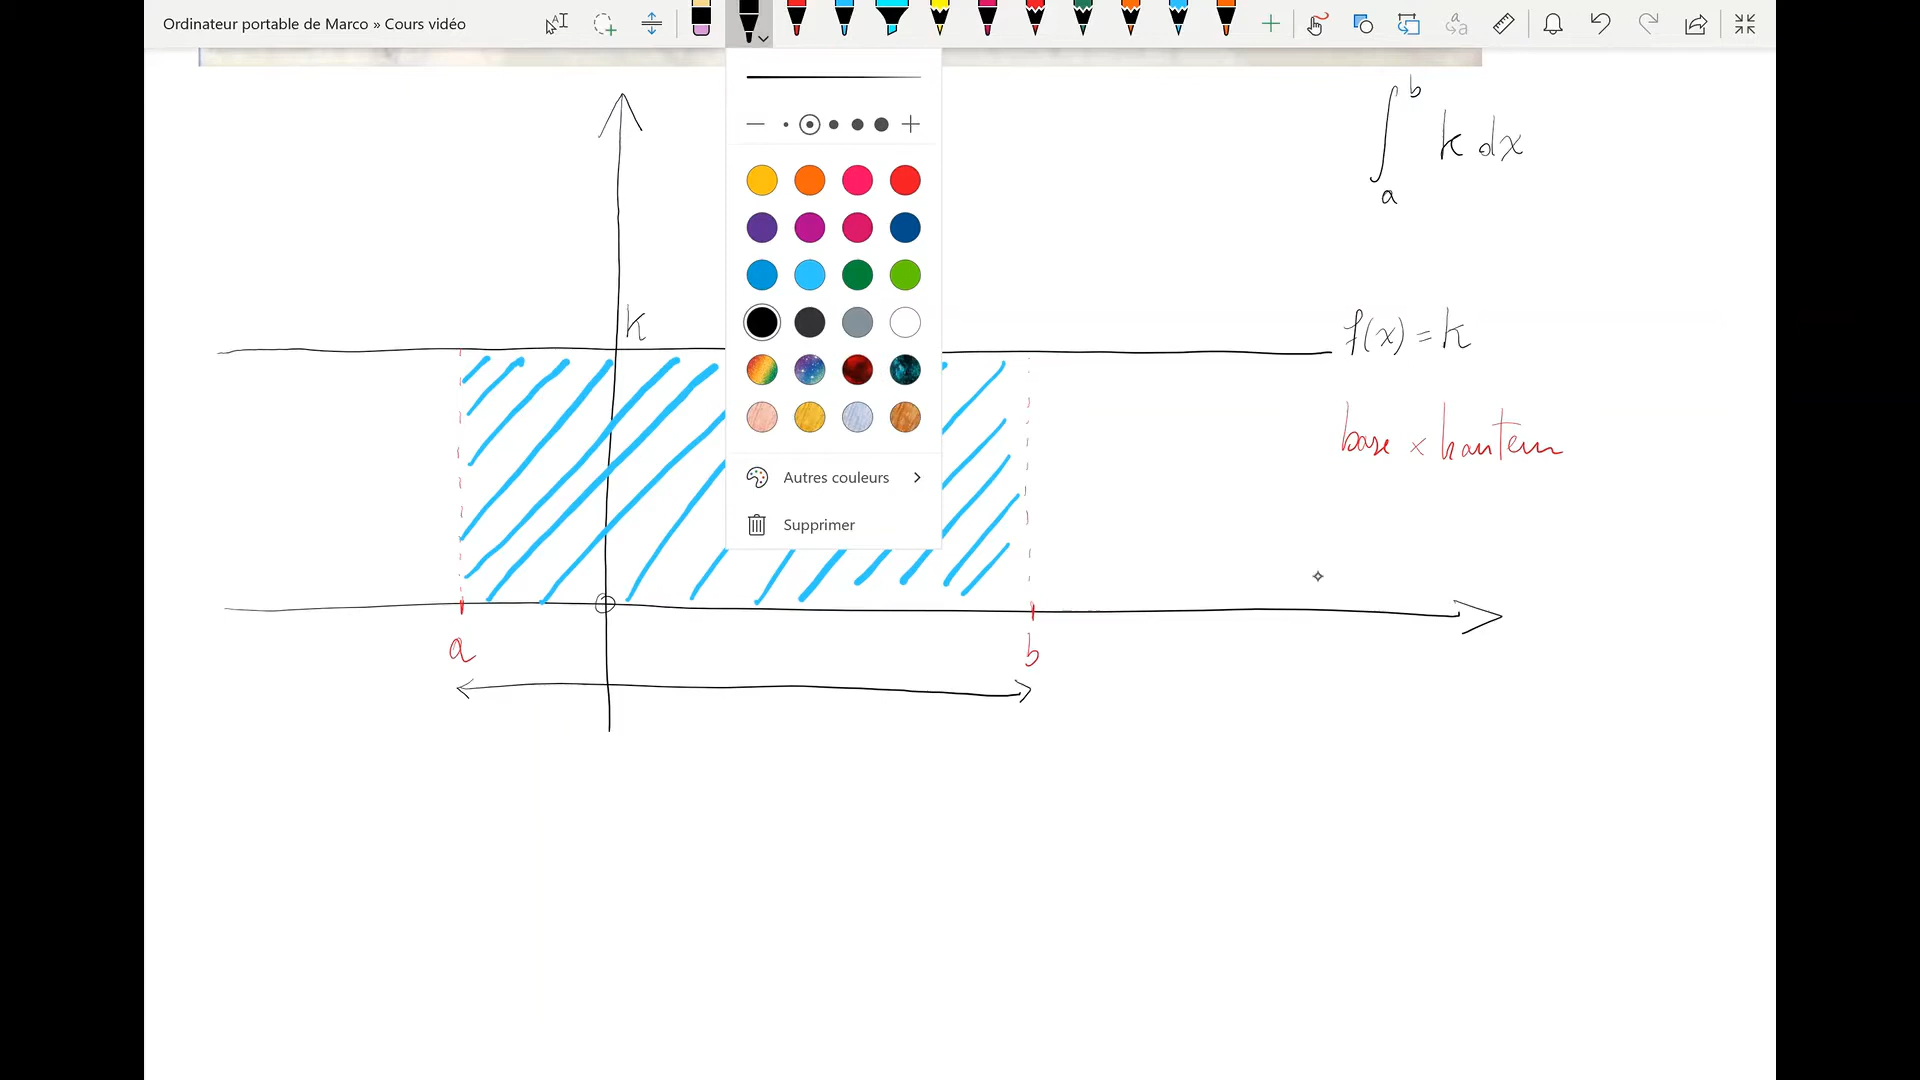 Ordinateur portable de Marco » Cours vidéo
b
∫ k dx
a
k
f(x) = k
base × hauteur
Autres couleurs
Supprimer
a
b